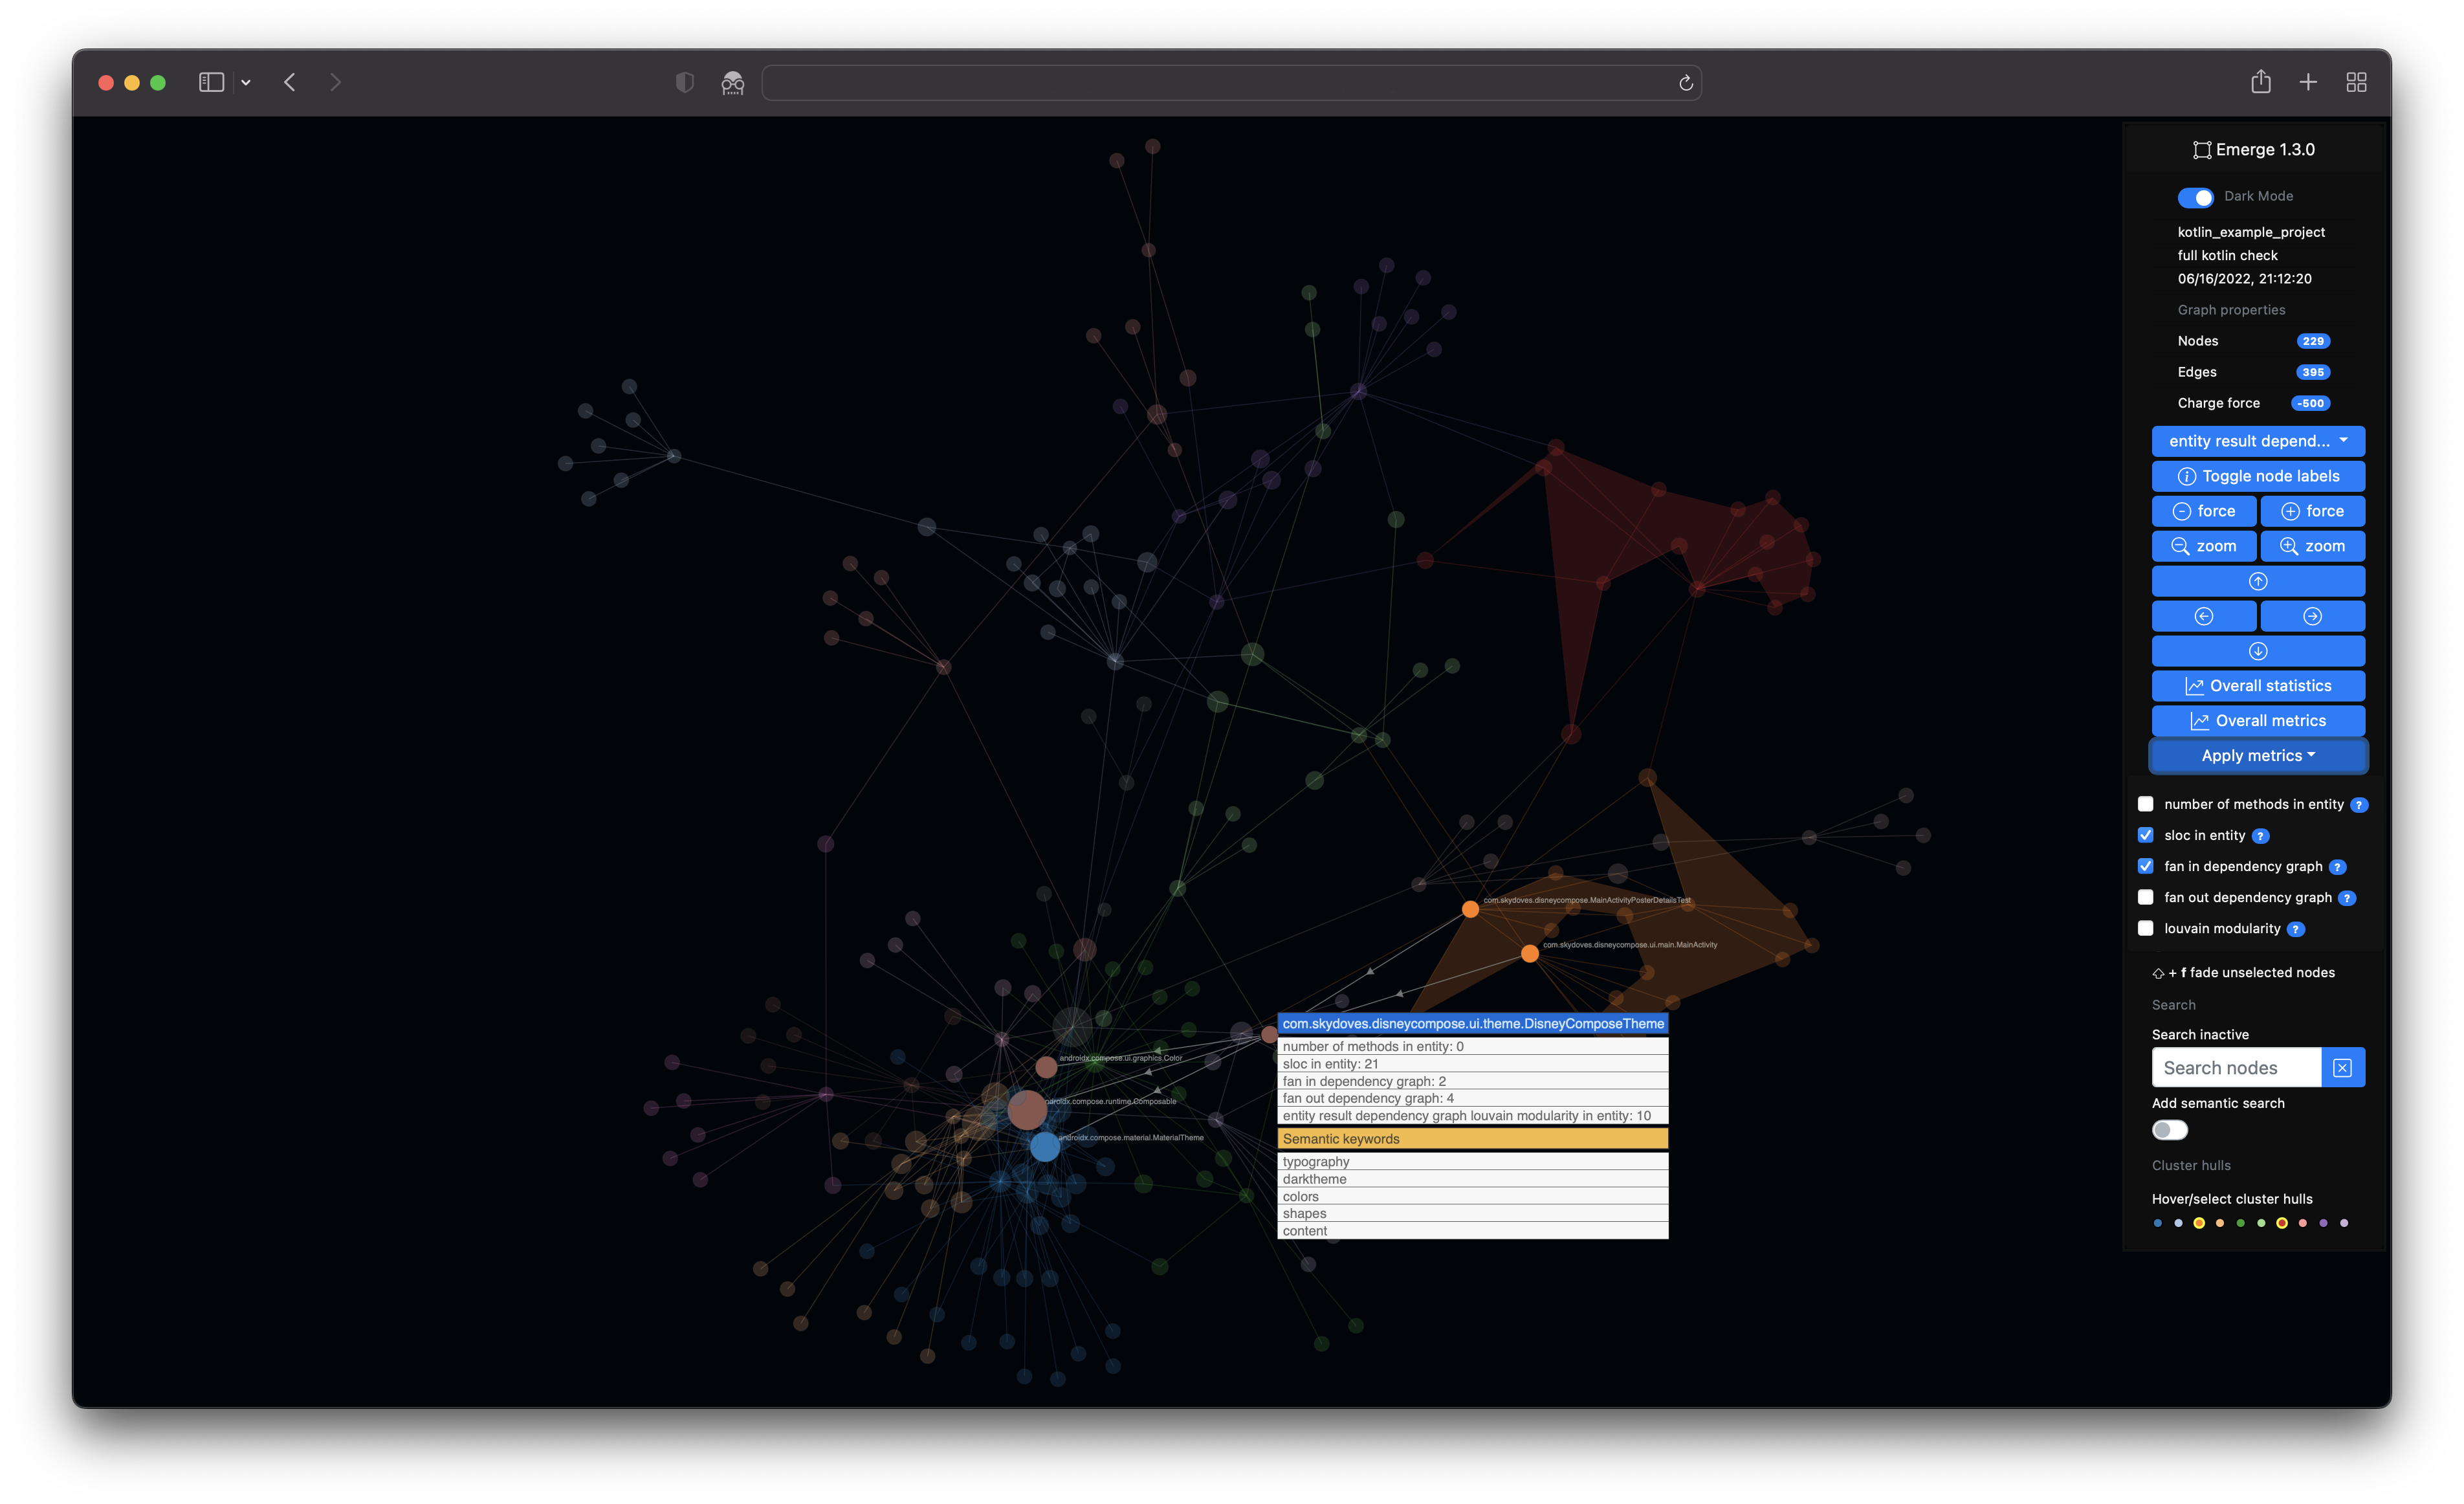 Emerge 1.3.0
Dark Mode
kotlin_example_project
full kotlin check
06/16/2022, 21:12:20
Graph properties
Nodes 229
Edges 395
Charge force -500
entity result depend...
Toggle node labels
force force
zoom zoom
Overall statistics
Overall metrics
Apply metrics
number of methods in entity ?
sloc in entity ?
fan in dependency graph ?
fan out dependency graph ?
louvain modularity ?
+ f fade unselected nodes
Search
Search inactive
Search nodes
Add semantic search
Cluster hulls
Hover/select cluster hulls
com.skydoves.disneycompose.MainActivityPosterDetailsTest
com.skydoves.disneycompose.ui.main.MainActivity
com.skydoves.disneycompose.ui.theme.DisneyComposeTheme
number of methods in entity: 0
sloc in entity: 21
fan in dependency graph: 2
fan out dependency graph: 4
entity result dependency graph louvain modularity in entity: 10
Semantic keywords
typography
darktheme
colors
shapes
content
androidx.compose.ui.graphics.Color
androidx.compose.runtime.Composable
androidx.compose.material.MaterialTheme